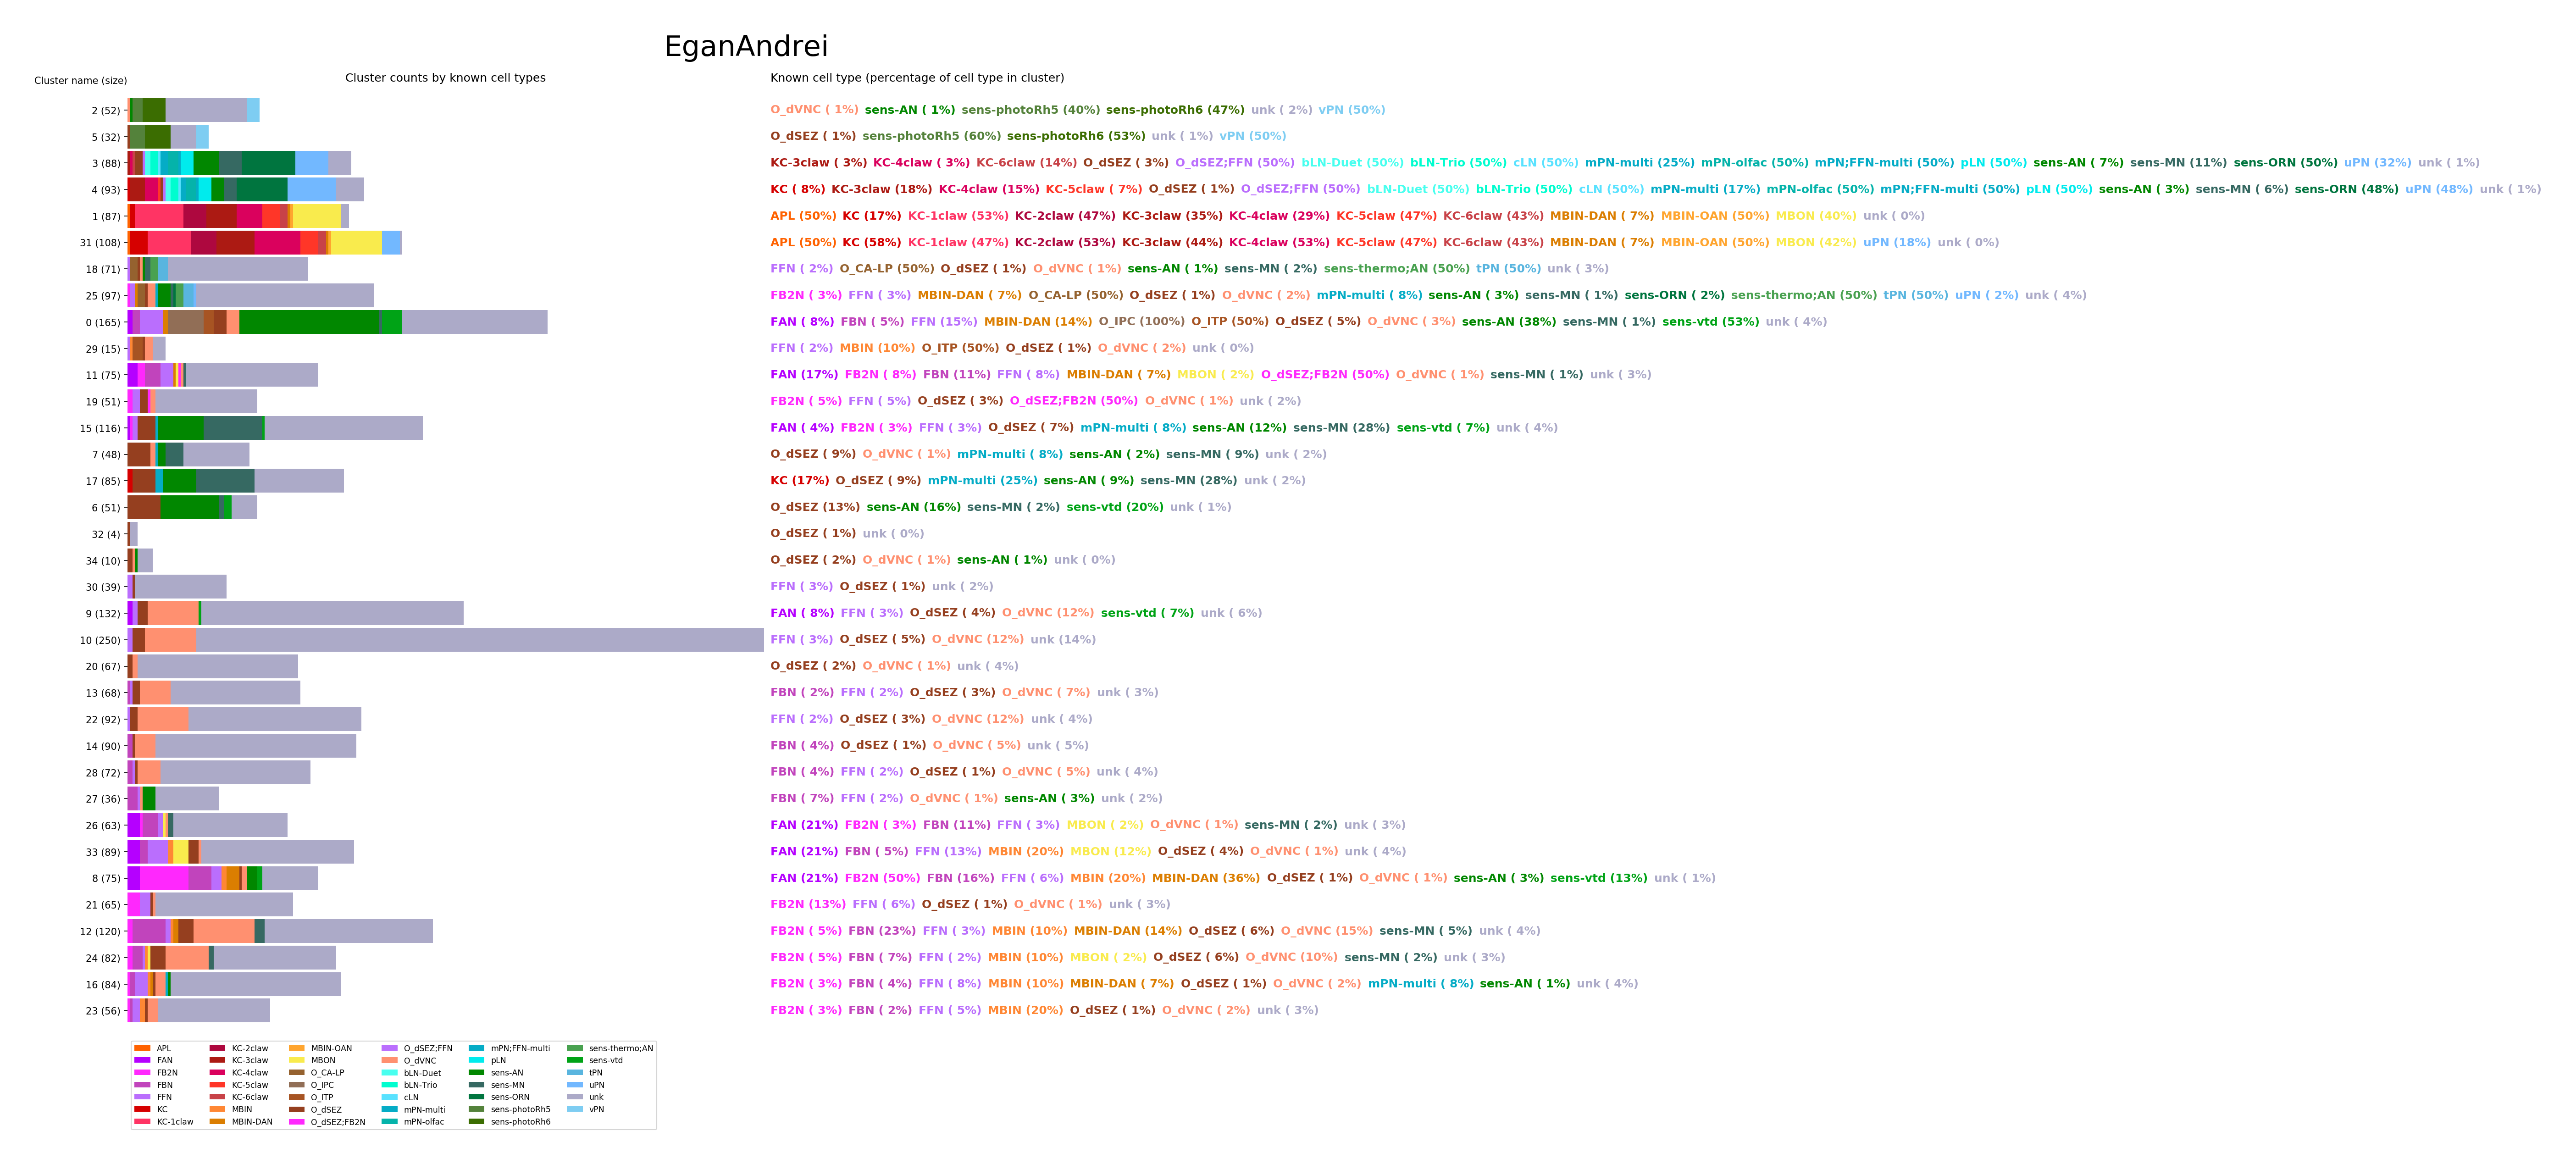 EganAndrei
Cluster name (size)
Cluster counts by known cell types
Known cell type (percentage of cell type in cluster)
2 (52) O_dVNC ( 1%) sens-AN ( 1%) sens-photoRh5 (40%) sens-photoRh6 (47%) unk ( 2%) vPN (50%)
5 (32) O_dSEZ ( 1%) sens-photoRh5 (60%) sens-photoRh6 (53%) unk ( 1%) vPN (50%)
3 (88) KC-3claw ( 3%) KC-4claw ( 3%) KC-6claw (14%) O_dSEZ ( 3%) O_dSEZ;FFN (50%) bLN-Duet (50%) bLN-Trio (50%) cLN (50%) mPN-multi (25%) mPN-olfac (50%) mPN;FFN-multi (50%) pLN (50%) sens-AN ( 7%) sens-MN (11%) sens-ORN (50%) uPN (32%) unk ( 1%)
4 (93) KC ( 8%) KC-3claw (18%) KC-4claw (15%) KC-5claw ( 7%) O_dSEZ ( 1%) O_dSEZ;FFN (50%) bLN-Duet (50%) bLN-Trio (50%) cLN (50%) mPN-multi (17%) mPN-olfac (50%) mPN;FFN-multi (50%) pLN (50%) sens-AN ( 3%) sens-MN ( 6%) sens-ORN (48%) uPN (48%) unk ( 1%)
1 (87) APL (50%) KC (17%) KC-1claw (53%) KC-2claw (47%) KC-3claw (35%) KC-4claw (29%) KC-5claw (47%) KC-6claw (43%) MBIN-DAN ( 7%) MBIN-OAN (50%) MBON (40%) unk ( 0%)
31 (108) APL (50%) KC (58%) KC-1claw (47%) KC-2claw (53%) KC-3claw (44%) KC-4claw (53%) KC-5claw (47%) KC-6claw (43%) MBIN-DAN ( 7%) MBIN-OAN (50%) MBON (42%) uPN (18%) unk ( 0%)
18 (71) FFN ( 2%) O_CA-LP (50%) O_dSEZ ( 1%) O_dVNC ( 1%) sens-AN ( 1%) sens-MN ( 2%) sens-thermo;AN (50%) tPN (50%) unk ( 3%)
25 (97) FB2N ( 3%) FFN ( 3%) MBIN-DAN ( 7%) O_CA-LP (50%) O_dSEZ ( 1%) O_dVNC ( 2%) mPN-multi ( 8%) sens-AN ( 3%) sens-MN ( 1%) sens-ORN ( 2%) sens-thermo;AN (50%) tPN (50%) uPN ( 2%) unk ( 4%)
0 (165) FAN ( 8%) FBN ( 5%) FFN (15%) MBIN-DAN (14%) O_IPC (100%) O_ITP (50%) O_dSEZ ( 5%) O_dVNC ( 3%) sens-AN (38%) sens-MN ( 1%) sens-vtd (53%) unk ( 4%)
29 (15) FFN ( 2%) MBIN (10%) O_ITP (50%) O_dSEZ ( 1%) O_dVNC ( 2%) unk ( 0%)
11 (75) FAN (17%) FB2N ( 8%) FBN (11%) FFN ( 8%) MBIN-DAN ( 7%) MBON ( 2%) O_dSEZ;FB2N (50%) O_dVNC ( 1%) sens-MN ( 1%) unk ( 3%)
19 (51) FB2N ( 5%) FFN ( 5%) O_dSEZ ( 3%) O_dSEZ;FB2N (50%) O_dVNC ( 1%) unk ( 2%)
15 (116) FAN ( 4%) FB2N ( 3%) FFN ( 3%) O_dSEZ ( 7%) mPN-multi ( 8%) sens-AN (12%) sens-MN (28%) sens-vtd ( 7%) unk ( 4%)
7 (48) O_dSEZ ( 9%) O_dVNC ( 1%) mPN-multi ( 8%) sens-AN ( 2%) sens-MN ( 9%) unk ( 2%)
17 (85) KC (17%) O_dSEZ ( 9%) mPN-multi (25%) sens-AN ( 9%) sens-MN (28%) unk ( 2%)
6 (51) O_dSEZ (13%) sens-AN (16%) sens-MN ( 2%) sens-vtd (20%) unk ( 1%)
32 (4) O_dSEZ ( 1%) unk ( 0%)
34 (10) O_dSEZ ( 2%) O_dVNC ( 1%) sens-AN ( 1%) unk ( 0%)
30 (39) FFN ( 3%) O_dSEZ ( 1%) unk ( 2%)
9 (132) FAN ( 8%) FFN ( 3%) O_dSEZ ( 4%) O_dVNC (12%) sens-vtd ( 7%) unk ( 6%)
10 (250) FFN ( 3%) O_dSEZ ( 5%) O_dVNC (12%) unk (14%)
20 (67) O_dSEZ ( 2%) O_dVNC ( 1%) unk ( 4%)
13 (68) FBN ( 2%) FFN ( 2%) O_dSEZ ( 3%) O_dVNC ( 7%) unk ( 3%)
22 (92) FFN ( 2%) O_dSEZ ( 3%) O_dVNC (12%) unk ( 4%)
14 (90) FBN ( 4%) O_dSEZ ( 1%) O_dVNC ( 5%) unk ( 5%)
28 (72) FBN ( 4%) FFN ( 2%) O_dSEZ ( 1%) O_dVNC ( 5%) unk ( 4%)
27 (36) FBN ( 7%) FFN ( 2%) O_dVNC ( 1%) sens-AN ( 3%) unk ( 2%)
26 (63) FAN (21%) FB2N ( 3%) FBN (11%) FFN ( 3%) MBON ( 2%) O_dVNC ( 1%) sens-MN ( 2%) unk ( 3%)
33 (89) FAN (21%) FBN ( 5%) FFN (13%) MBIN (20%) MBON (12%) O_dSEZ ( 4%) O_dVNC ( 1%) unk ( 4%)
8 (75) FAN (21%) FB2N (50%) FBN (16%) FFN ( 6%) MBIN (20%) MBIN-DAN (36%) O_dSEZ ( 1%) O_dVNC ( 1%) sens-AN ( 3%) sens-vtd (13%) unk ( 1%)
21 (65) FB2N (13%) FFN ( 6%) O_dSEZ ( 1%) O_dVNC ( 1%) unk ( 3%)
12 (120) FB2N ( 5%) FBN (23%) FFN ( 3%) MBIN (10%) MBIN-DAN (14%) O_dSEZ ( 6%) O_dVNC (15%) sens-MN ( 5%) unk ( 4%)
24 (82) FB2N ( 5%) FBN ( 7%) FFN ( 2%) MBIN (10%) MBON ( 2%) O_dSEZ ( 6%) O_dVNC (10%) sens-MN ( 2%) unk ( 3%)
16 (84) FB2N ( 3%) FBN ( 4%) FFN ( 8%) MBIN (10%) MBIN-DAN ( 7%) O_dSEZ ( 1%) O_dVNC ( 2%) mPN-multi ( 8%) sens-AN ( 1%) unk ( 4%)
23 (56) FB2N ( 3%) FBN ( 2%) FFN ( 5%) MBIN (20%) O_dSEZ ( 1%) O_dVNC ( 2%) unk ( 3%)
APL KC-2claw MBIN-OAN O_dSEZ;FFN mPN;FFN-multi sens-thermo;AN
FAN KC-3claw MBON O_dVNC pLN sens-vtd
FB2N KC-4claw O_CA-LP bLN-Duet sens-AN tPN
FBN KC-5claw O_IPC bLN-Trio sens-MN uPN
FFN KC-6claw O_ITP cLN sens-ORN unk
KC MBIN O_dSEZ mPN-multi sens-photoRh5 vPN
KC-1claw MBIN-DAN O_dSEZ;FB2N mPN-olfac sens-photoRh6